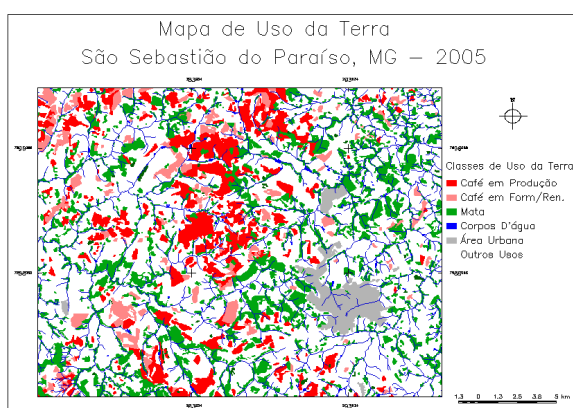 Mapa de Uso da Terra
São Sebastião do Paraíso, MG – 2005
N
Classes de Uso da Terra
Café em Produção
Café em Form/Ren.
Mata
Corpos D'água
Área Urbana
Outros Usos
1.3 0 1.3 2.5 3.8 5 km